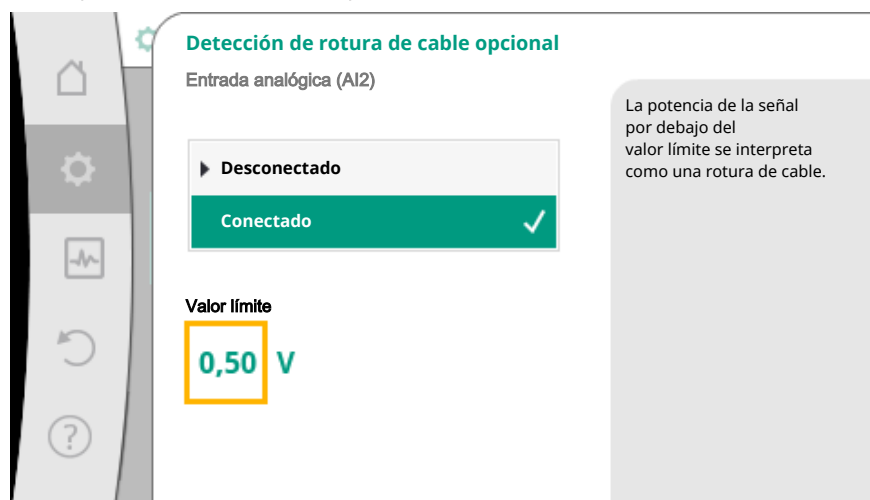 Detección de rotura de cable opcional
Entrada analógica (AI2)
Desconectado
Conectado
Valor límite
0,50 V
La potencia de la señal
por debajo del
valor límite se interpreta
como una rotura de cable.
?